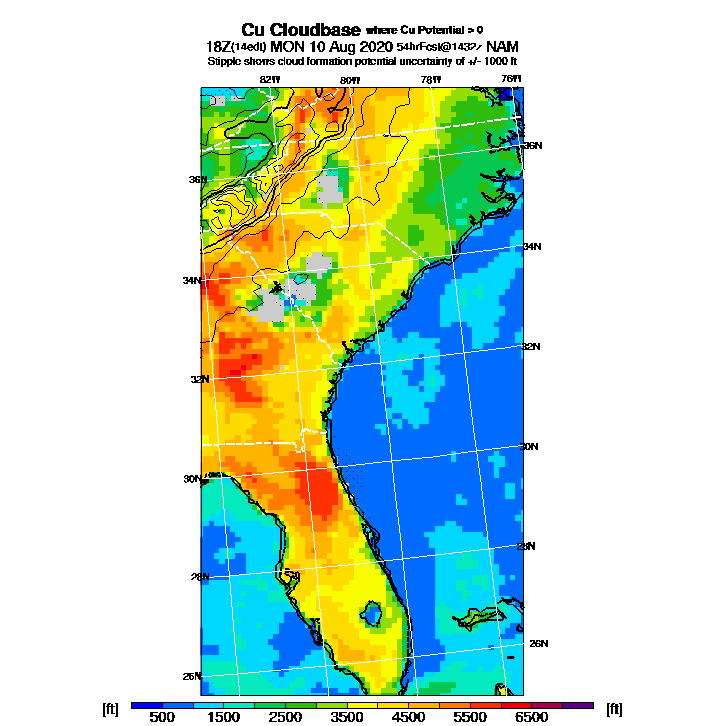 Cu Cloudbase where Cu Potential > 0
18Z(14edt) MON 10 Aug 2020 54hrFcst@1432z NAM
Stipple shows cloud formation potential uncertainty of +/- 1000 ft
82W 80W 78W 76W
36N
36N
34N
34N
32N
32N
30N
30N
28N
28N
26N
26N
[ft] 500 1500 2500 3500 4500 5500 6500 [ft]